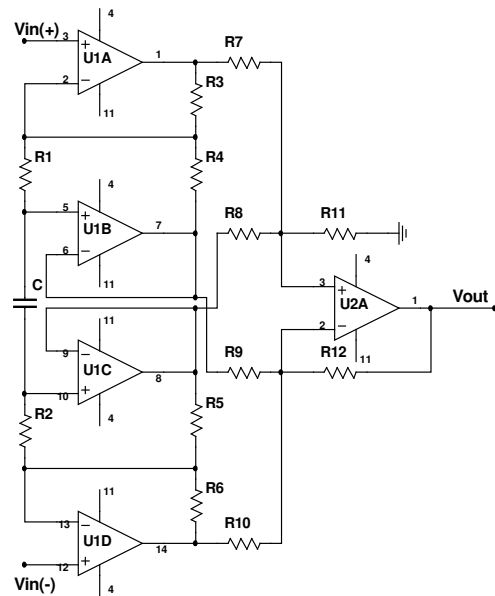 4
Vin(+)
3
+
U1A
1
R7
2
−
R3
11
R1
4
R4
5
+
U1B
7
R8
R11
6
−
4
C
11
3
+
U2A
1
Vout
11
2
−
9
−
U1C
8
R9
R12
11
10
+
R2
4
R5
R6
11
13
−
U1D
14
R10
12
+
Vin(-)
4